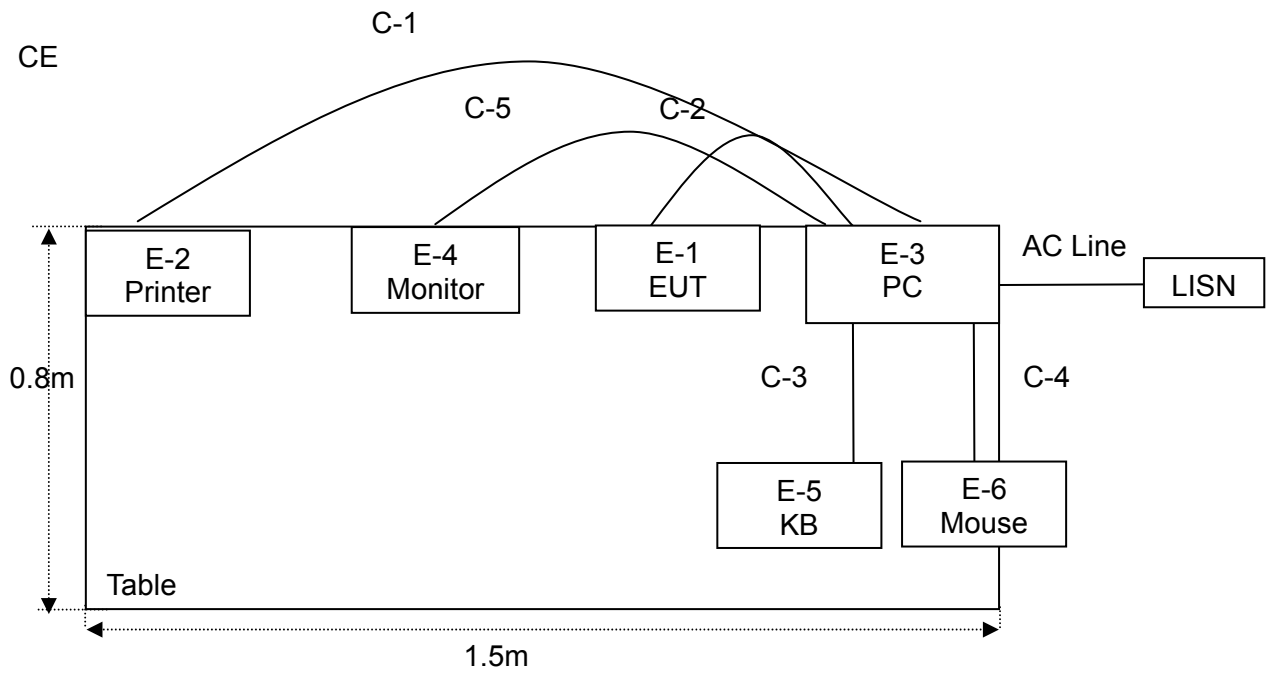 C-1
CE
C-5
C-2
E-2
Printer
E-4
Monitor
E-1
EUT
E-3
PC
AC Line
LISN
0.8m
C-3
C-4
E-5
KB
E-6
Mouse
Table
1.5m